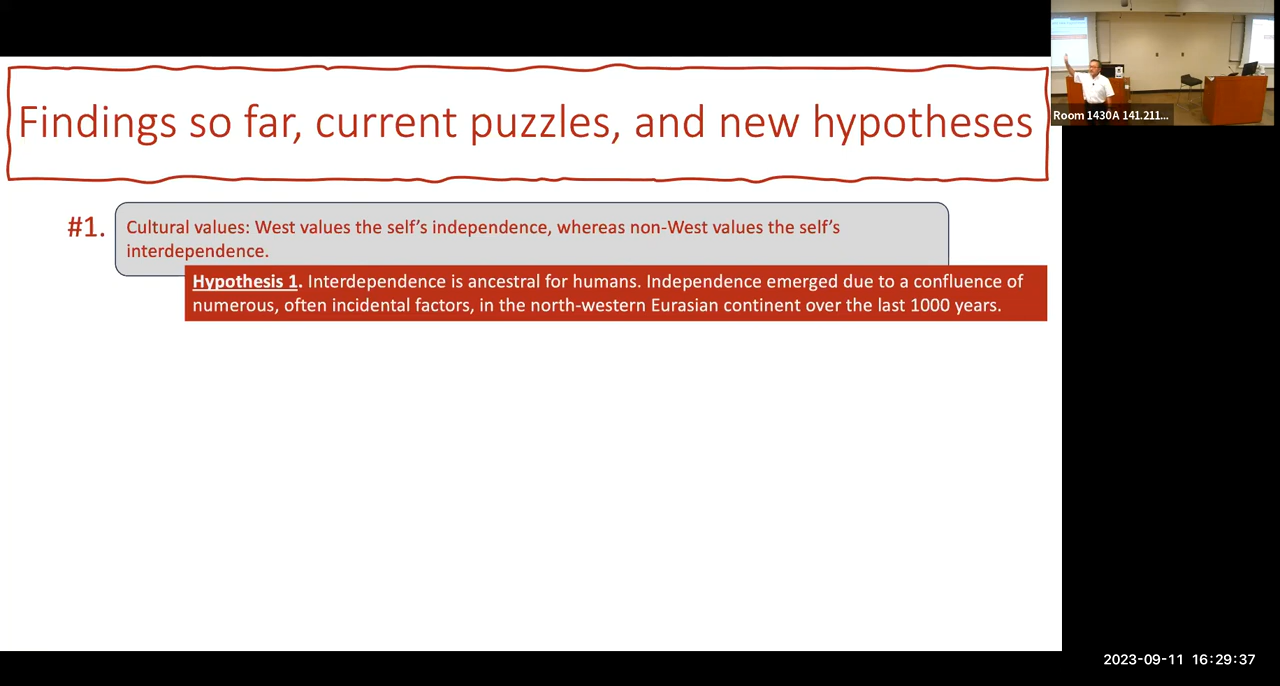 Findings so far, current puzzles, and new hypotheses
#1.
Cultural values: West values the self's independence, whereas non-West values the self's
interdependence.
Hypothesis 1. Interdependence is ancestral for humans. Independence emerged due to a confluence of
numerous, often incidental factors, in the north-western Eurasian continent over the last 1000 years.
Room 1430A 141.211...
2023-09-11 16:29:37